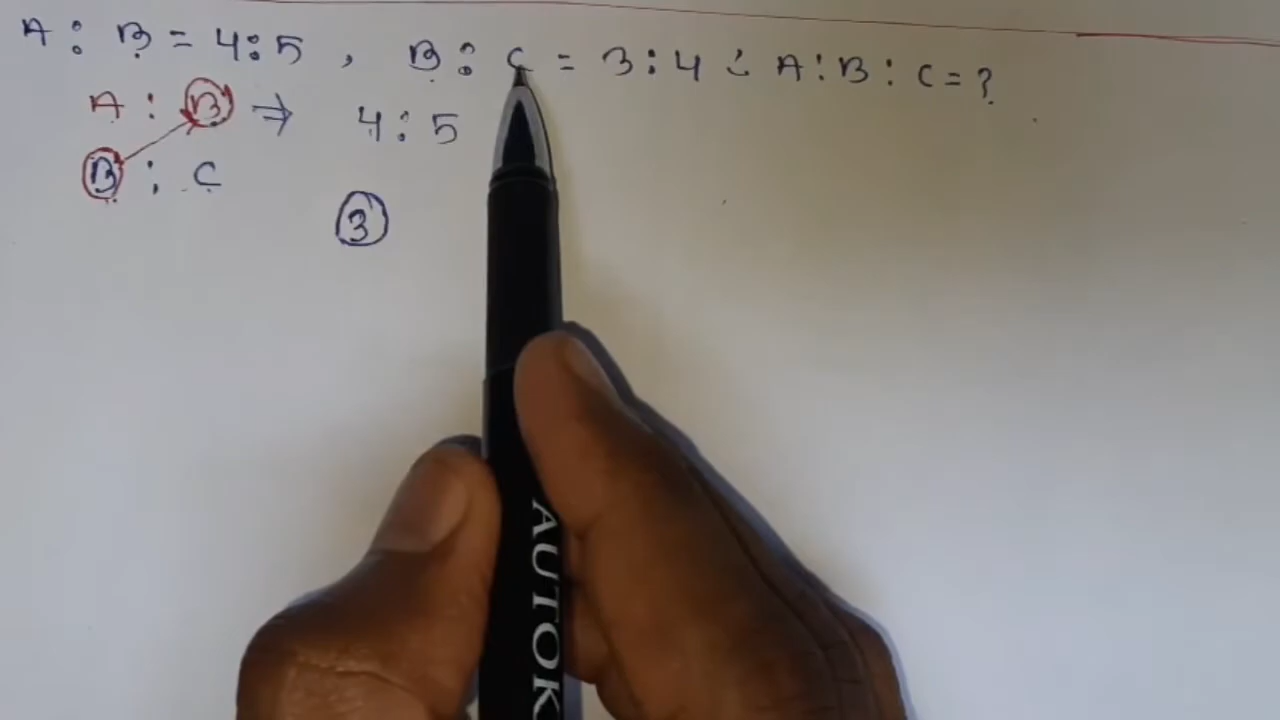 A : B = 4:5 , B : C = 3:4 ∴ A:B:C = ?
A : B ⇒ 4:5
B : C
3
AUTOK